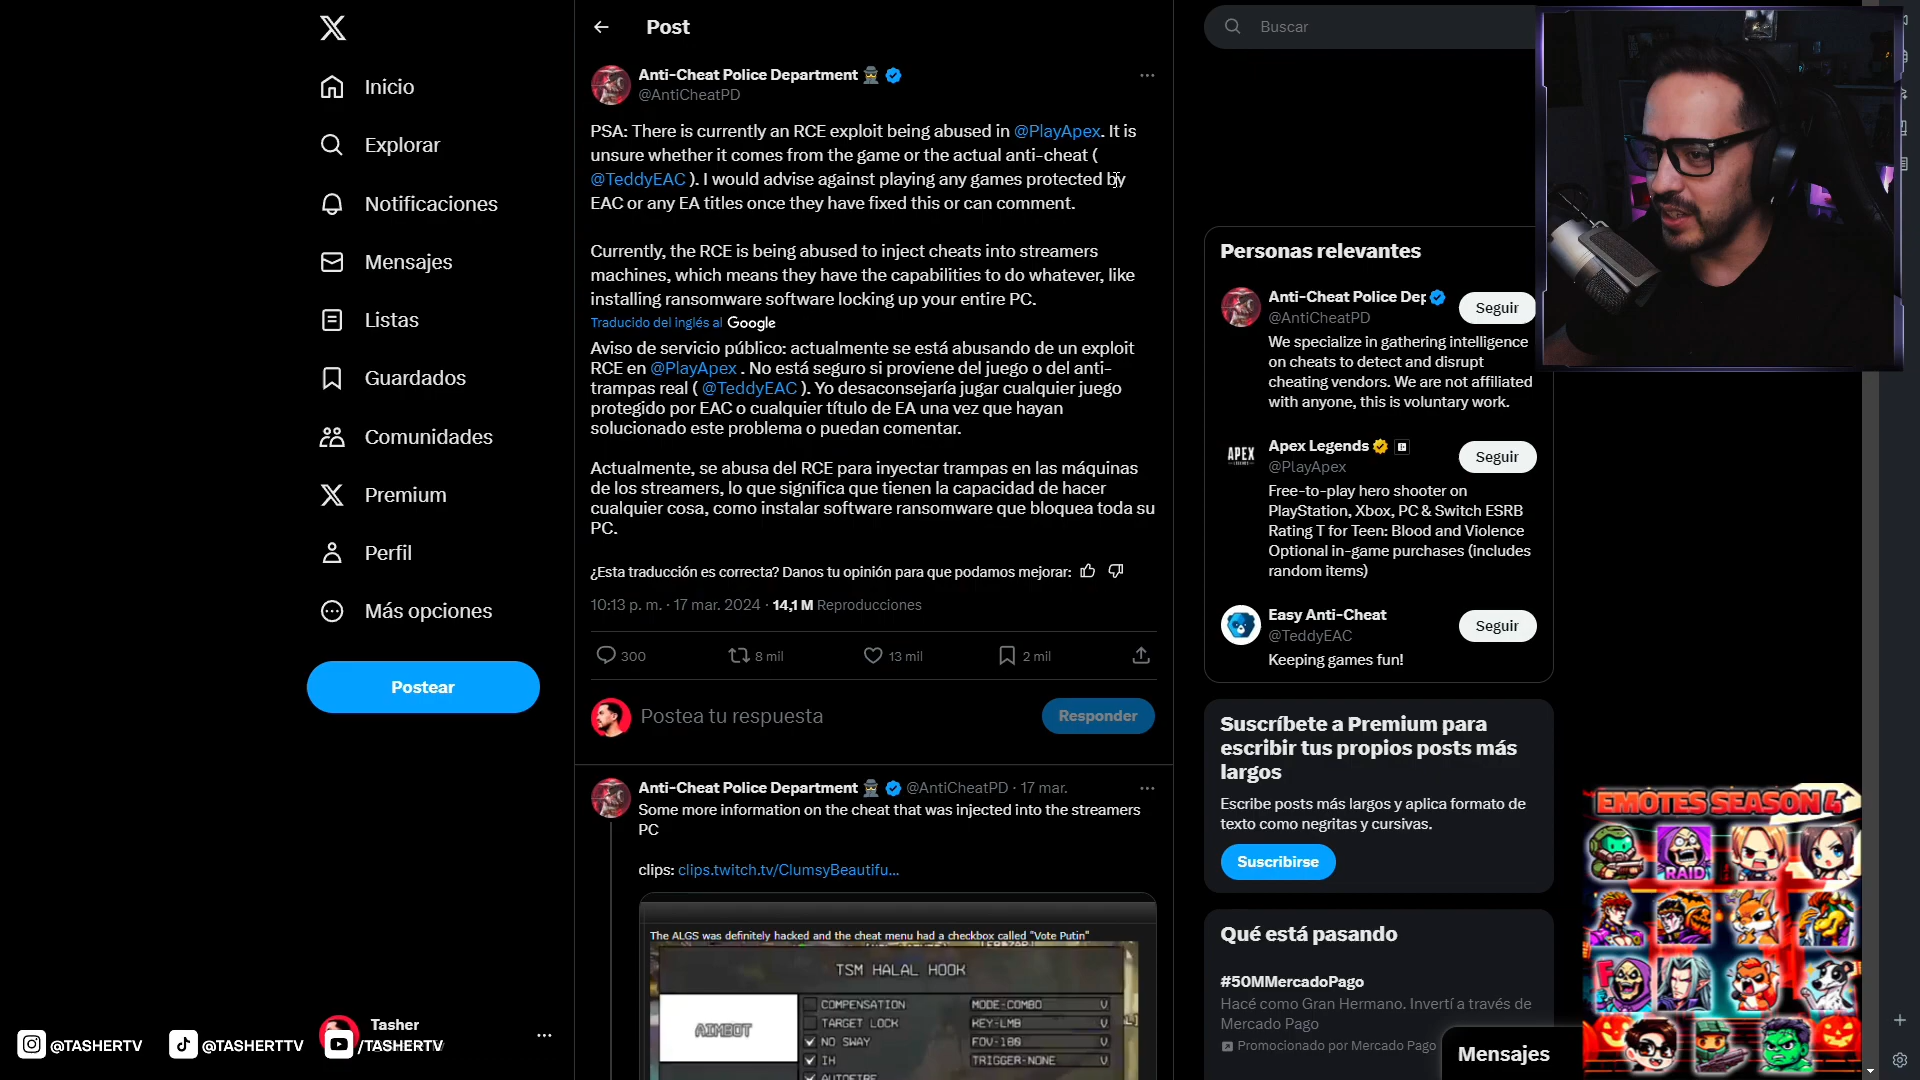 Inicio
Explorar
Notificaciones
Mensajes
Listas
Guardados
Comunidades
Premium
Perfil
Más opciones
Postear
Tasher
@TASHERTV
@TASHERTTV
/TASHERTV
Post
Anti-Cheat Police Department
@AntiCheatPD
PSA: There is currently an RCE exploit being abused in @PlayApex. It is
unsure whether it comes from the game or the actual anti-cheat (
@TeddyEAC ). I would advise against playing any games protected by
EAC or any EA titles once they have fixed this or can comment.
Currently, the RCE is being abused to inject cheats into streamers
machines, which means they have the capabilities to do whatever, like
installing ransomware software locking up your entire PC.
Traducido del inglés al Google
Aviso de servicio público: actualmente se está abusando de un exploit
RCE en @PlayApex . No está seguro si proviene del juego o del anti-
trampas real ( @TeddyEAC ). Yo desaconsejaría jugar cualquier juego
protegido por EAC o cualquier título de EA una vez que hayan
solucionado este problema o puedan comentar.
Actualmente, se abusa del RCE para inyectar trampas en las máquinas
de los streamers, lo que significa que tienen la capacidad de hacer
cualquier cosa, como instalar software ransomware que bloquea toda su
PC.
¿Esta traducción es correcta? Danos tu opinión para que podamos mejorar:
10:13 p. m. · 17 mar. 2024 · 14,1 M Reproducciones
300 8 mil 13 mil 2 mil
Postea tu respuesta
Responder
Anti-Cheat Police Department @AntiCheatPD · 17 mar.
Some more information on the cheat that was injected into the streamers
PC
clips: clips.twitch.tv/ClumsyBeautifu...
The ALGS was definitely hacked and the cheat menu had a checkbox called "Vote Putin"
TSM HALAL HOOK
AIMBOT
COMPENSATION MODE-COMBO V
TARGET LOCK KEY-LMB V
NO SWAY FOV-180 V
IH TRIGGER-NONE V
AUTOFIRE
Buscar
Personas relevantes
Anti-Cheat Police Dep
@AntiCheatPD
Seguir
We specialize in gathering intelligence
on cheats to detect and disrupt
cheating vendors. We are not affiliated
with anyone, this is voluntary work.
APEX
Apex Legends
@PlayApex
Seguir
Free-to-play hero shooter on
PlayStation, Xbox, PC & Switch ESRB
Rating T for Teen: Blood and Violence
Optional in-game purchases (includes
random items)
Easy Anti-Cheat
@TeddyEAC
Seguir
Keeping games fun!
Suscríbete a Premium para
escribir tus propios posts más
largos
Escribe posts más largos y aplica formato de
texto como negritas y cursivas.
Suscribirse
Qué está pasando
#50MMercadoPago
Hacé como Gran Hermano. Invertí a través de
Mercado Pago
Promocionado por Mercado Pago
Mensajes
EMOTES SEASON 4
RAID
F